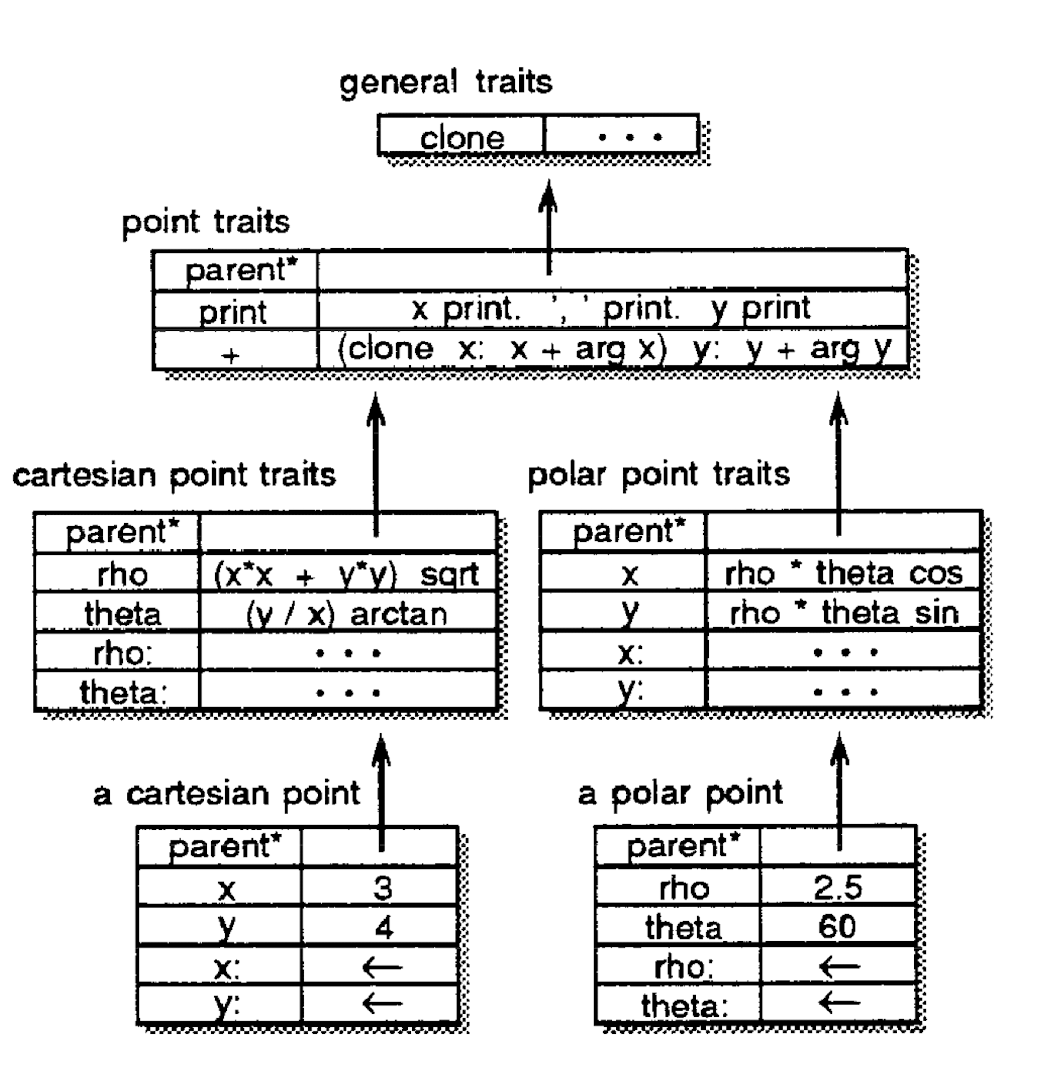 general traits
clone · · ·
point traits
parent*
print x print. ', ' print. y print
+ (clone x: x + arg x) y: y + arg y
cartesian point traits
parent*
rho (x*x + y*y) sqrt
theta (y / x) arctan
rho: · · ·
theta: · · ·
polar point traits
parent*
x rho * theta cos
y rho * theta sin
x: · · ·
y: · · ·
a cartesian point
parent*
x 3
y 4
x: ←
y: ←
a polar point
parent*
rho 2.5
theta 60
rho: ←
theta: ←